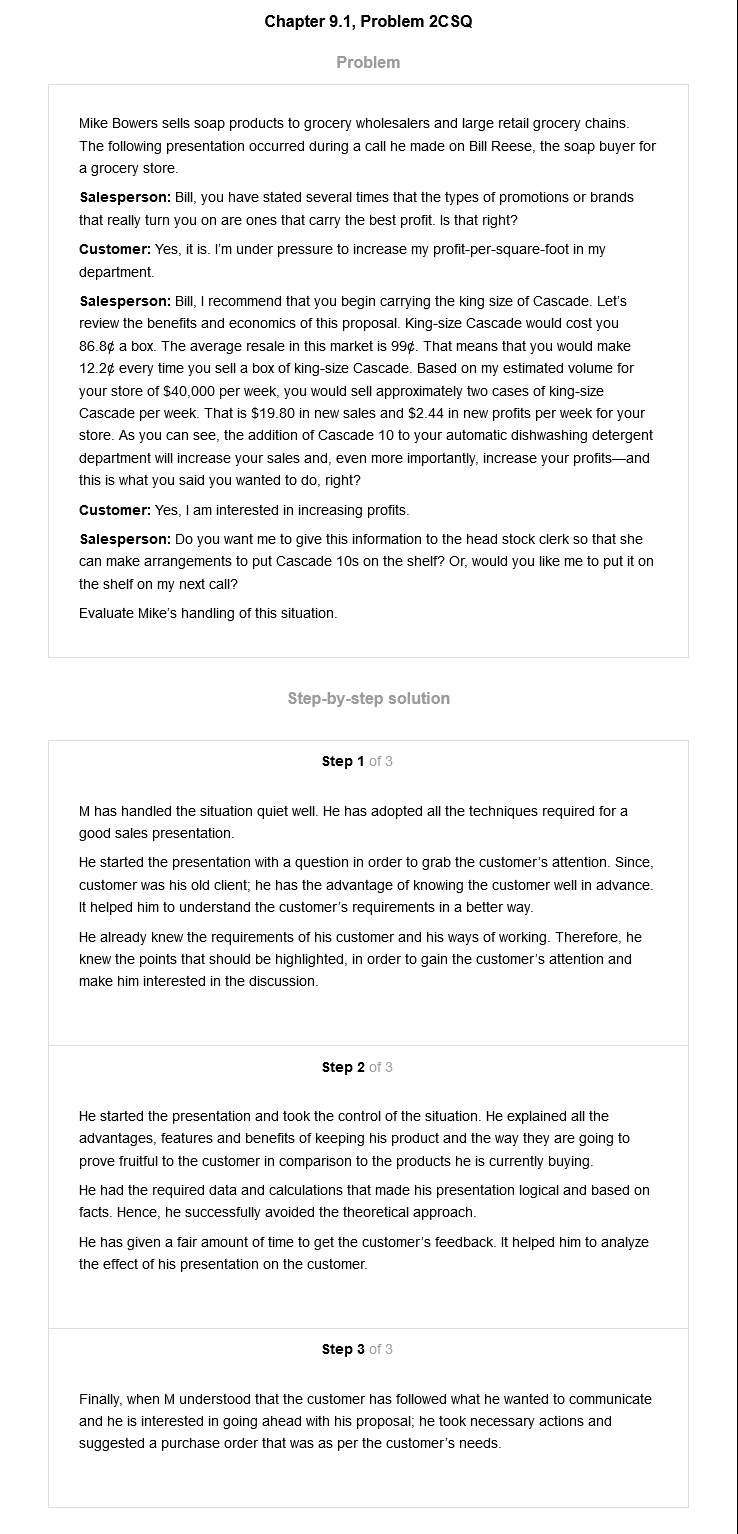 Chapter 9.1, Problem 2CSQ
Problem
Mike Bowers sells soap products to grocery wholesalers and large retail grocery chains.
The following presentation occurred during a call he made on Bill Reese, the soap buyer for
a grocery store.
Salesperson: Bill, you have stated several times that the types of promotions or brands
that really turn you on are ones that carry the best profit. Is that right?
Customer: Yes, it is. I'm under pressure to increase my profit-per-square-foot in my
department.
Salesperson: Bill, I recommend that you begin carrying the king size of Cascade. Let's
review the benefits and economics of this proposal. King-size Cascade would cost you
86.8¢ a box. The average resale in this market is 99¢. That means that you would make
12.2¢ every time you sell a box of king-size Cascade. Based on my estimated volume for
your store of $40,000 per week, you would sell approximately two cases of king-size
Cascade per week. That is $19.80 in new sales and $2.44 in new profits per week for your
store. As you can see, the addition of Cascade 10 to your automatic dishwashing detergent
department will increase your sales and, even more importantly, increase your profits—and
this is what you said you wanted to do, right?
Customer: Yes, I am interested in increasing profits.
Salesperson: Do you want me to give this information to the head stock clerk so that she
can make arrangements to put Cascade 10s on the shelf? Or, would you like me to put it on
the shelf on my next call?
Evaluate Mike's handling of this situation.
Step-by-step solution
Step 1 of 3
M has handled the situation quiet well. He has adopted all the techniques required for a
good sales presentation.
He started the presentation with a question in order to grab the customer's attention. Since,
customer was his old client; he has the advantage of knowing the customer well in advance.
It helped him to understand the customer's requirements in a better way.
He already knew the requirements of his customer and his ways of working. Therefore, he
knew the points that should be highlighted, in order to gain the customer's attention and
make him interested in the discussion.
Step 2 of 3
He started the presentation and took the control of the situation. He explained all the
advantages, features and benefits of keeping his product and the way they are going to
prove fruitful to the customer in comparison to the products he is currently buying.
He had the required data and calculations that made his presentation logical and based on
facts. Hence, he successfully avoided the theoretical approach.
He has given a fair amount of time to get the customer's feedback. It helped him to analyze
the effect of his presentation on the customer.
Step 3 of 3
Finally, when M understood that the customer has followed what he wanted to communicate
and he is interested in going ahead with his proposal; he took necessary actions and
suggested a purchase order that was as per the customer's needs.